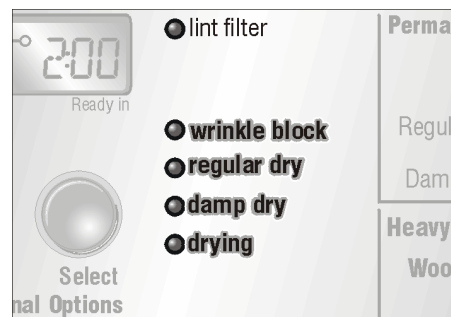 lint filter
Perma
2:00
Ready in
wrinkle block
Regul
regular dry
Dam
damp dry
Heavy
drying
Woo
Select
nal Options